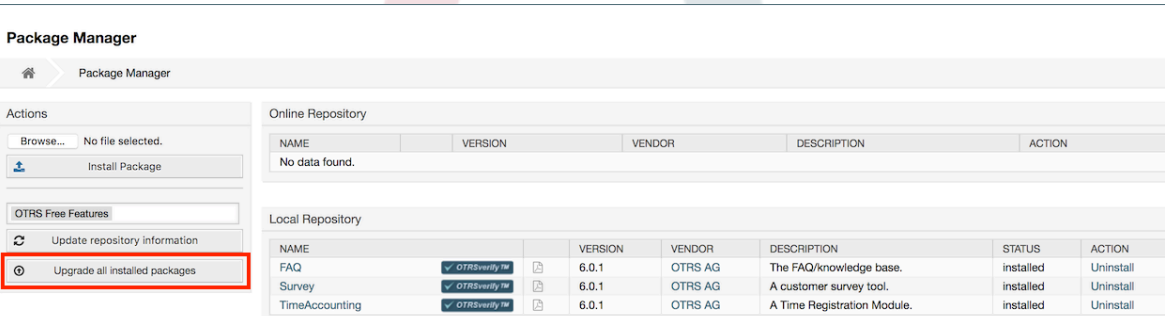 Package Manager
Package Manager
Actions
Browse... No file selected.
Install Package
OTRS Free Features
Update repository information
Upgrade all installed packages
Online Repository
NAME VERSION VENDOR DESCRIPTION ACTION
No data found.
Local Repository
NAME VERSION VENDOR DESCRIPTION STATUS ACTION
FAQ OTRSverify™ 6.0.1 OTRS AG The FAQ/knowledge base. installed Uninstall
Survey OTRSverify™ 6.0.1 OTRS AG A customer survey tool. installed Uninstall
TimeAccounting OTRSverify™ 6.0.1 OTRS AG A Time Registration Module. installed Uninstall